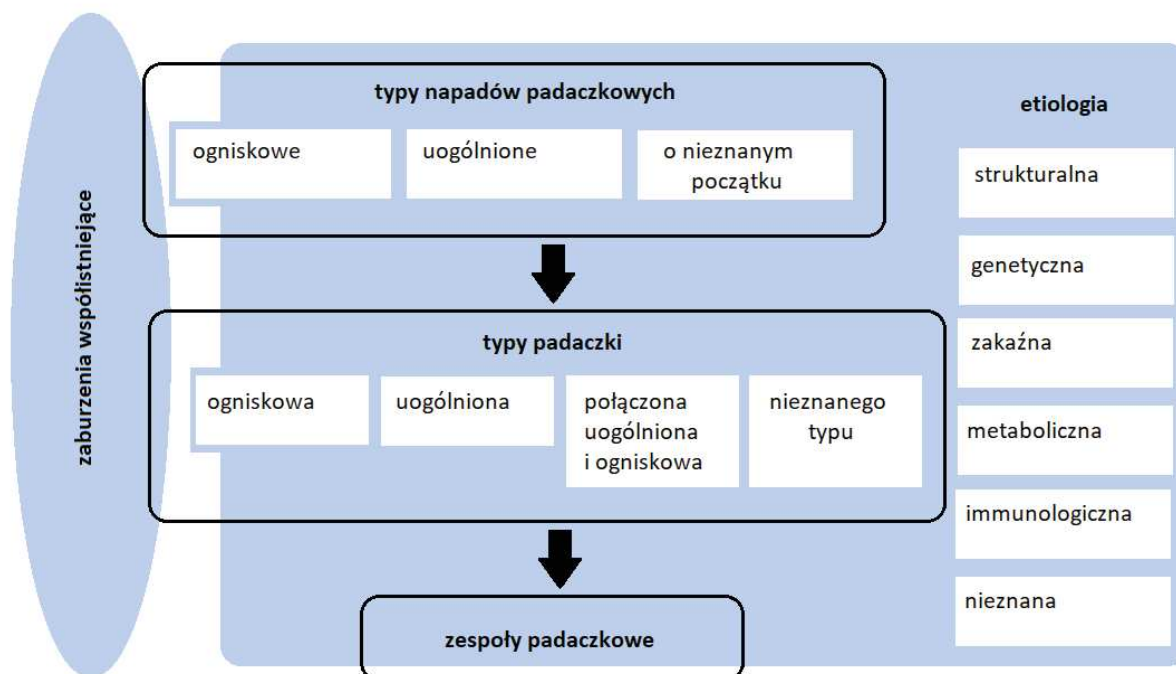 zaburzenia współistniejące
typy napadów padaczkowych
ogniskowe
uogólnione
o nieznanym
początku
typy padaczki
ogniskowa
uogólniona
połączona
uogólniona
i ogniskowa
nieznanego
typu
zespoły padaczkowe
etiologia
strukturalna
genetyczna
zakaźna
metaboliczna
immunologiczna
nieznana